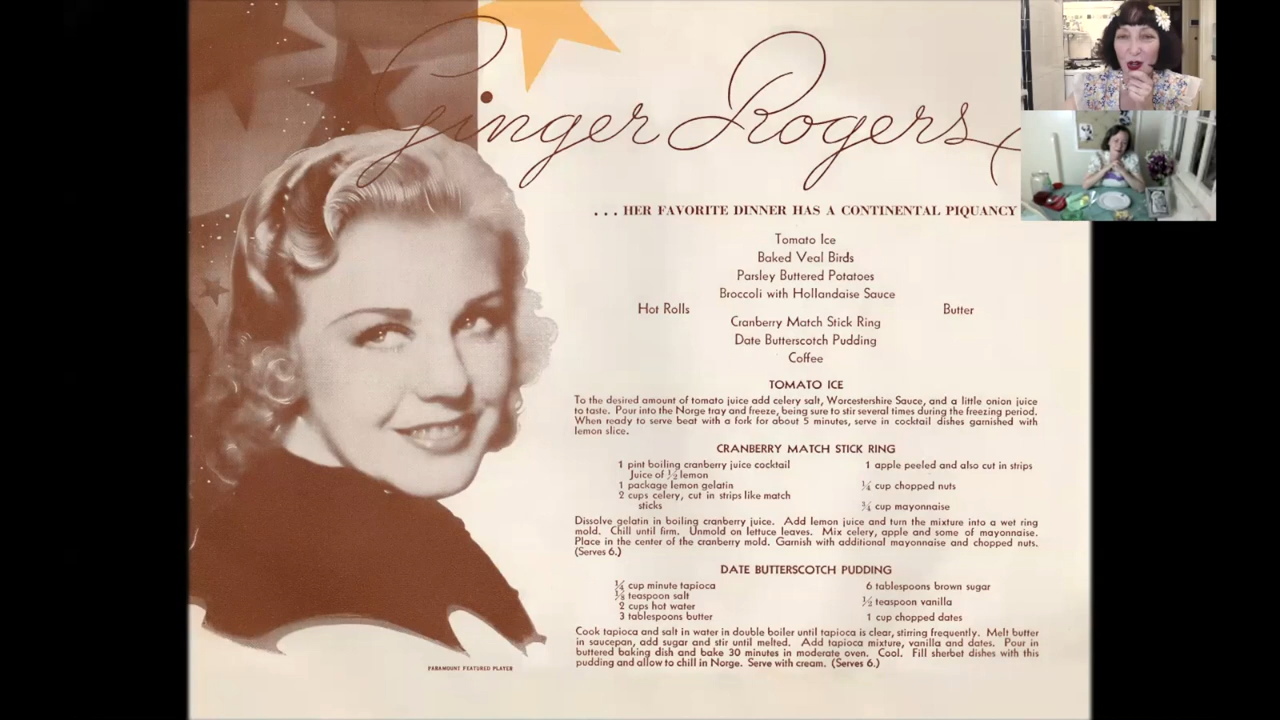 Ginger Rogers
. . . HER FAVORITE DINNER HAS A CONTINENTAL PIQUANCY
Tomato Ice
Baked Veal Birds
Parsley Buttered Potatoes
Broccoli with Hollandaise Sauce
Hot Rolls Butter
Cranberry Match Stick Ring
Date Butterscotch Pudding
Coffee
TOMATO ICE
To the desired amount of tomato juice add celery salt, Worcestershire Sauce, and a little onion juice
to taste. Pour into the Norge tray and freeze, being sure to stir several times during the freezing period.
When ready to serve beat with a fork for about 5 minutes, serve in cocktail dishes garnished with
lemon slice.
CRANBERRY MATCH STICK RING
1 pint boiling cranberry juice cocktail
Juice of ½ lemon
1 package lemon gelatin
2 cups celery, cut in strips like match
sticks
1 apple peeled and also cut in strips
¼ cup chopped nuts
¾ cup mayonnaise
Dissolve gelatin in boiling cranberry juice. Add lemon juice and turn the mixture into a wet ring
mold. Chill until firm. Unmold on lettuce leaves. Mix celery, apple and some of mayonnaise.
Place in the center of the cranberry mold. Garnish with additional mayonnaise and chopped nuts.
(Serves 6.)
DATE BUTTERSCOTCH PUDDING
cup minute tapioca
teaspoon salt
2 cups hot water
3 tablespoons butter
6 tablespoons brown sugar
½ teaspoon vanilla
1 cup chopped dates
Cook tapioca and salt in water in double boiler until tapioca is clear, stirring frequently. Melt butter
in saucepan, add sugar and stir until melted. Add tapioca mixture, vanilla and dates. Pour in
buttered baking dish and bake 30 minutes in moderate oven. Cool. Fill sherbet dishes with this
pudding and allow to chill in Norge. Serve with cream. (Serves 6.)
PARAMOUNT FEATURED PLAYER